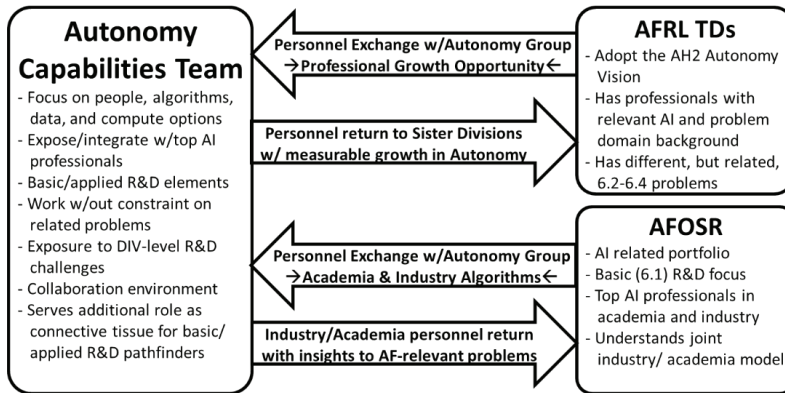 Autonomy
Capabilities Team
- Focus on people, algorithms,
data, and compute options
- Expose/integrate w/top AI
professionals
- Basic/applied R&D elements
- Work w/out constraint on
related problems
- Exposure to DIV-level R&D
challenges
- Collaboration environment
- Serves additional role as
connective tissue for basic/
applied R&D pathfinders
Personnel Exchange w/Autonomy Group
→Professional Growth Opportunity←
Personnel return to Sister Divisions
w/ measurable growth in Autonomy
Personnel Exchange w/Autonomy Group
→Academia & Industry Algorithms←
Industry/Academia personnel return
with insights to AF-relevant problems
AFRL TDs
- Adopt the AH2 Autonomy
Vision
- Has professionals with
relevant AI and problem
domain background
- Has different, but related,
6.2-6.4 problems
AFOSR
- AI related portfolio
- Basic (6.1) R&D focus
- Top AI professionals in
academia and industry
- Understands joint
industry/ academia model